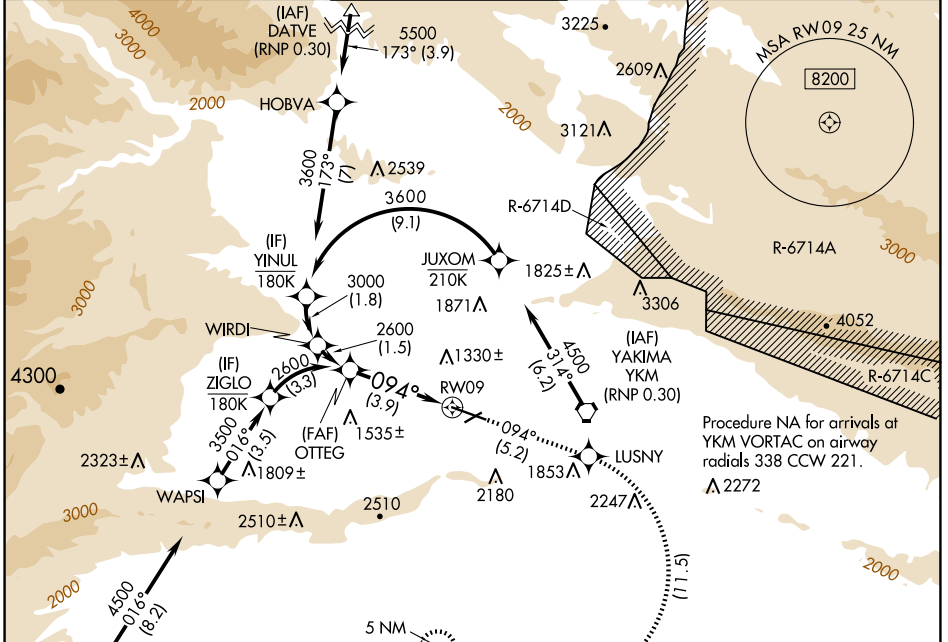 4000
3000
(IAF)
DATVE
(RNP 0.30)
5500
173° (3.9)
3225
2609
MSA RW09 25 NM
8200
HOBVA
2000
2000
3121
3600
173°
(7)
2539
3600
(9.1)
R-6714D
R-6714A
3000
(IF)
YINUL
180K
JUXOM
210K
1825±
3000
3000
(1.8)
1871
3306
WIRDI
2600
(1.5)
4052
(IF)
ZIGLO
180K
2600
(3.3)
1330±
4500
314°
(6.2)
(IAF)
YAKIMA
YKM
(RNP 0.30)
R-6714C
4300
094°
(3.9)
RW09
3500
016°
(3.5)
(FAF)
OTTEG
1535±
094°
(5.2)
LUSNY
Procedure NA for arrivals at
YKM VORTAC on airway
radials 338 CCW 221.
2323±
1809±
1853
2272
WAPSI
2180
2247
3000
2510±
2510
2000
4500
016°
(8.2)
(11.5)
2000
5 NM